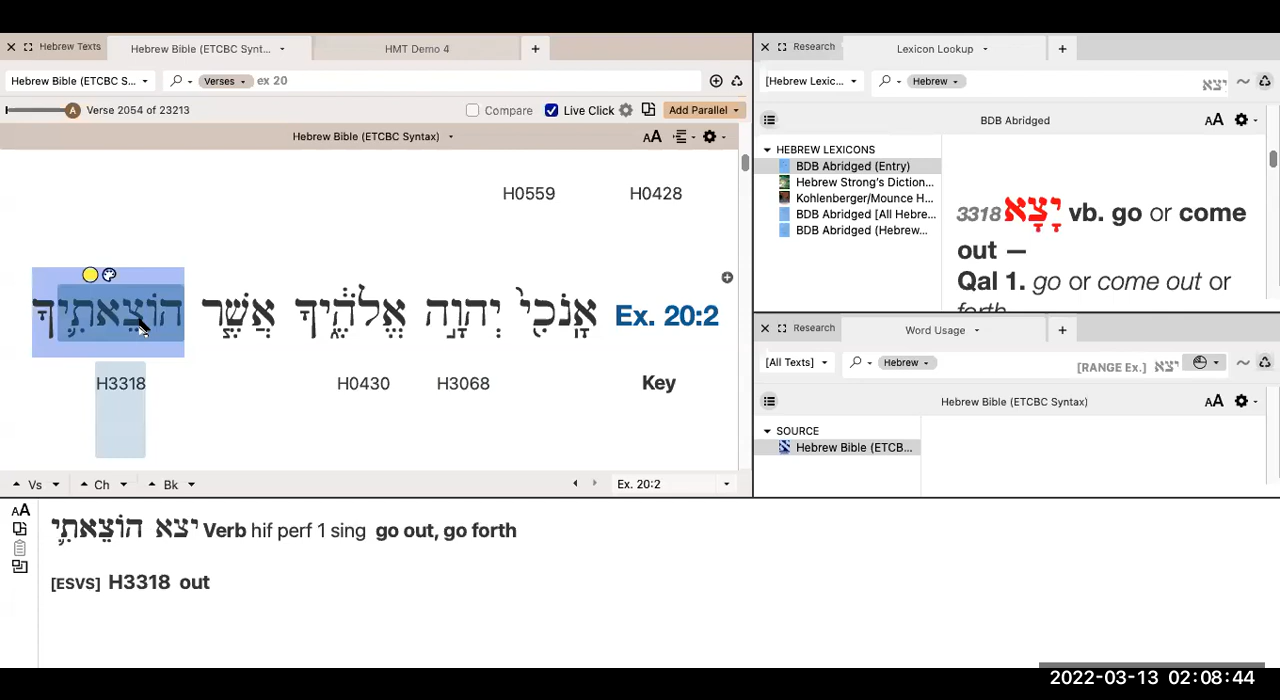 Hebrew Texts
Hebrew Bible (ETCBC Synt...
HMT Demo 4
Hebrew Bible (ETCBC S...
Verses
ex 20
Verse 2054 of 23213
Compare
Live Click
Add Parallel
Hebrew Bible (ETCBC Syntax)
AA
H0559 H0428
Ex. 20:2 אָֽנֹכִ֖י֙ יְהוָ֣ה אֱלֹהֶ֑֔יךָ אֲשֶׁ֧ר הוֹצֵאתִ֛יךָ
H3318 H0430 H3068 Key
Vs Ch Bk
Ex. 20:2
Research
Lexicon Lookup
[Hebrew Lexic...
Hebrew
יצא
BDB Abridged
AA
HEBREW LEXICONS
BDB Abridged (Entry)
Hebrew Strong's Diction...
Kohlenberger/Mounce H...
BDB Abridged [All Hebre...
BDB Abridged (Hebrew...
3318 יָצָא vb. go or come
out —
Qal 1. go or come out or
forth
Research
Word Usage
[All Texts]
Hebrew
[RANGE Ex.] יצא
Hebrew Bible (ETCBC Syntax)
AA
SOURCE
Hebrew Bible (ETCB...
AA
הוֹצֵאתִ֥י יצא Verb hif perf 1 sing go out, go forth
[ESVS] H3318 out
2022-03-13 02:08:44